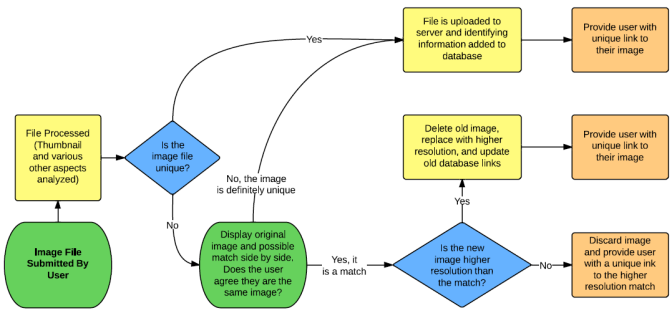 File is uploaded to
server and identifying
information added to
database
Provide user with
unique link to
their image
Yes
File Processed
(Thumbnail
and various
other aspects
analyzed)
Is the
image file
unique?
Delete old image,
replace with higher
resolution, and update
old database links
Provide user with
unique link to
their image
No, the image
is definitely unique
Yes
No
Image File
Submitted By
User
Display original
image and possible
match side by side.
Does the user
agree they are the
same image?
Yes, it
is a match
Is the new
image higher
resolution than
the match?
No
Discard image
and provide user
with a unique ink
to the higher
resolution match